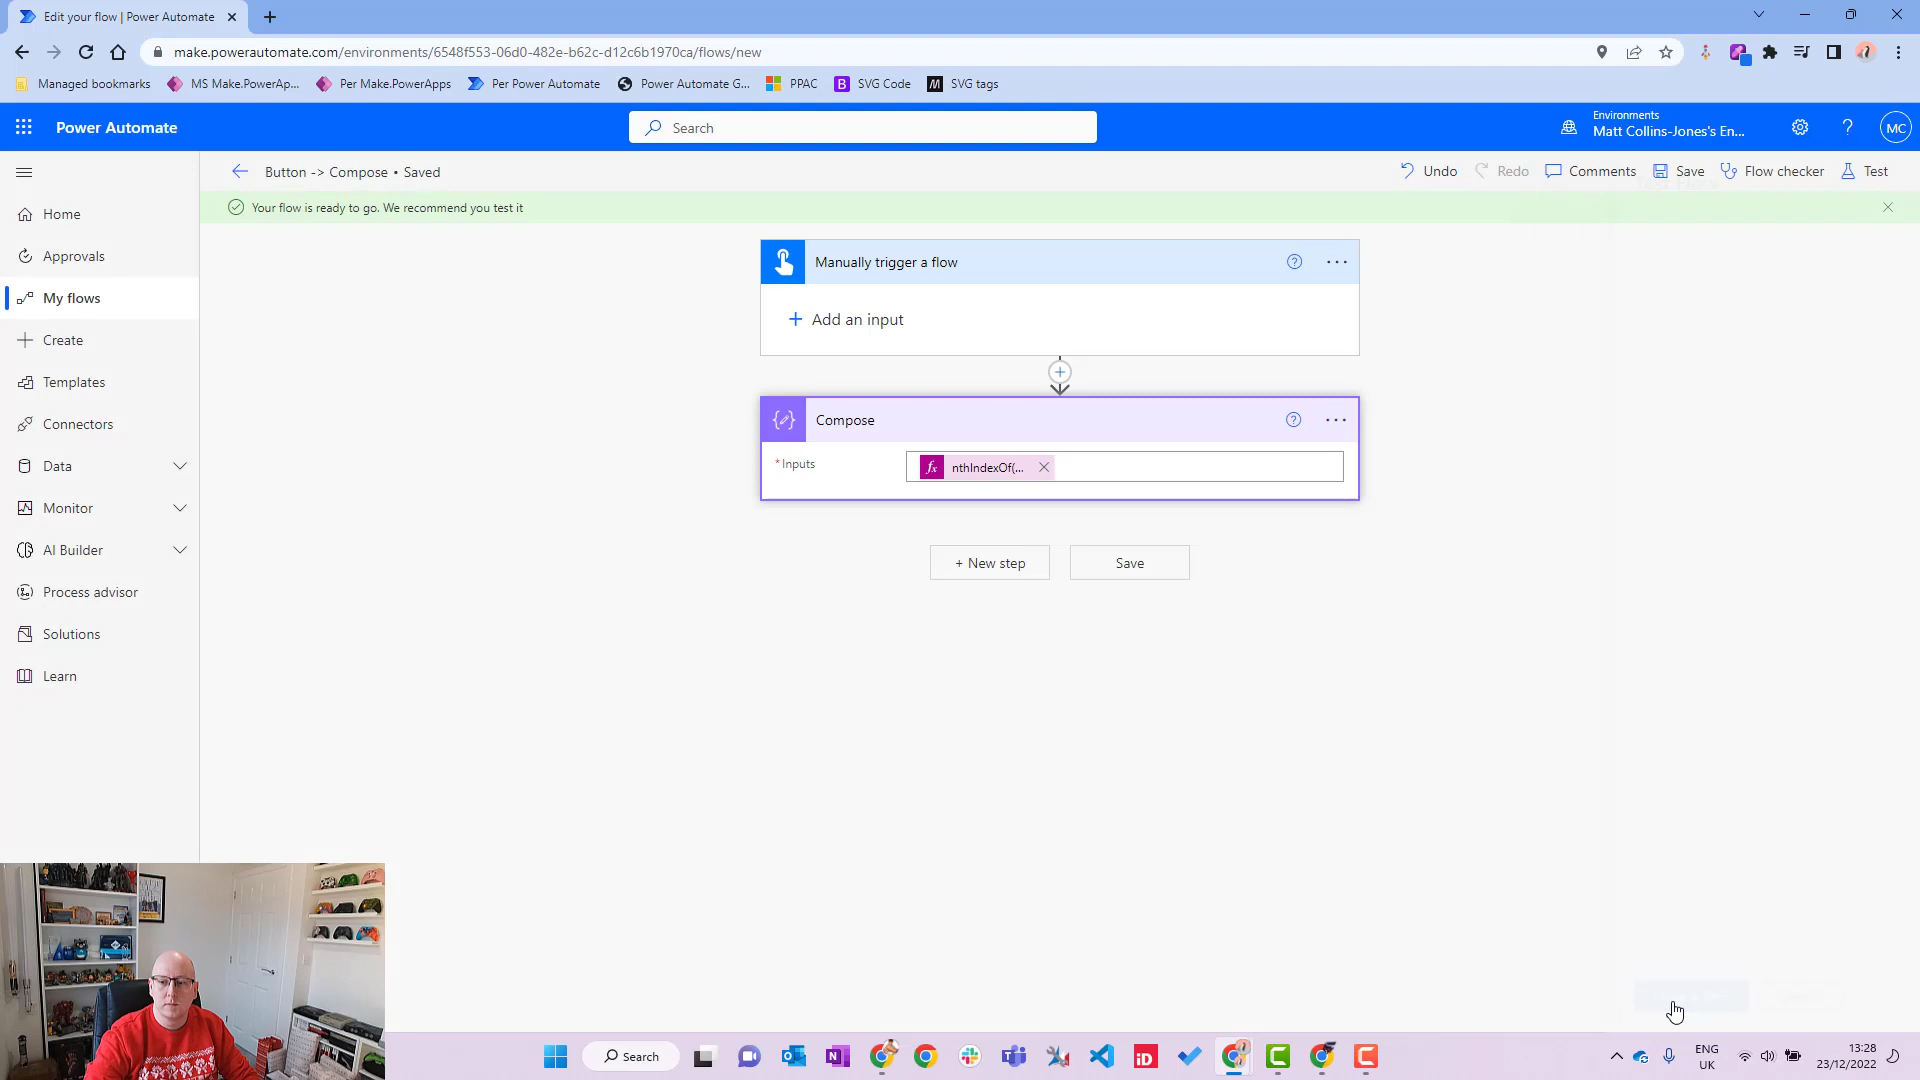 Edit your flow | Power Automate
make.powerautomate.com/environments/6548f553-06d0-482e-b62c-d12c6b1970ca/flows/new
Managed bookmarks
MS Make.PowerAp...
Per Make.PowerApps
Per Power Automate
Power Automate G...
PPAC
B
SVG Code
M
SVG tags
Power Automate
Search
Environments
Matt Collins-Jones's En...
?
MC
Button -> Compose • Saved
Undo
Redo
Comments
Save
Flow checker
Test
Your flow is ready to go. We recommend you test it
Home
Approvals
My flows
Create
Templates
Connectors
Data
Monitor
AI Builder
Process advisor
Solutions
Learn
Manually trigger a flow
?
+ Add an input
Compose
?
* Inputs
fx
nthIndexOf(...
+ New step
Save
Search
iD
ENG
UK
13:28
23/12/2022